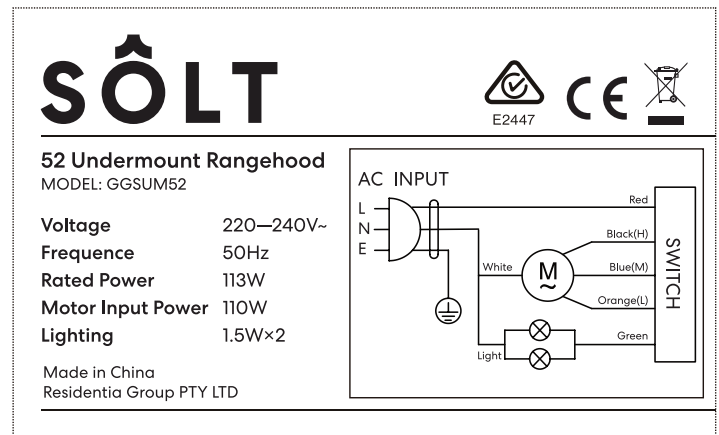 SÔLT
E2447
CE
52 Undermount Rangehood
MODEL: GGSUM52
Voltage 220—240V~
Frequence 50Hz
Rated Power 113W
Motor Input Power 110W
Lighting 1.5W×2
Made in China
Residentia Group PTY LTD
AC INPUT
L
N
E
Red
Black(H)
White
M
~
Blue(M)
Orange(L)
Green
Light
SWITCH